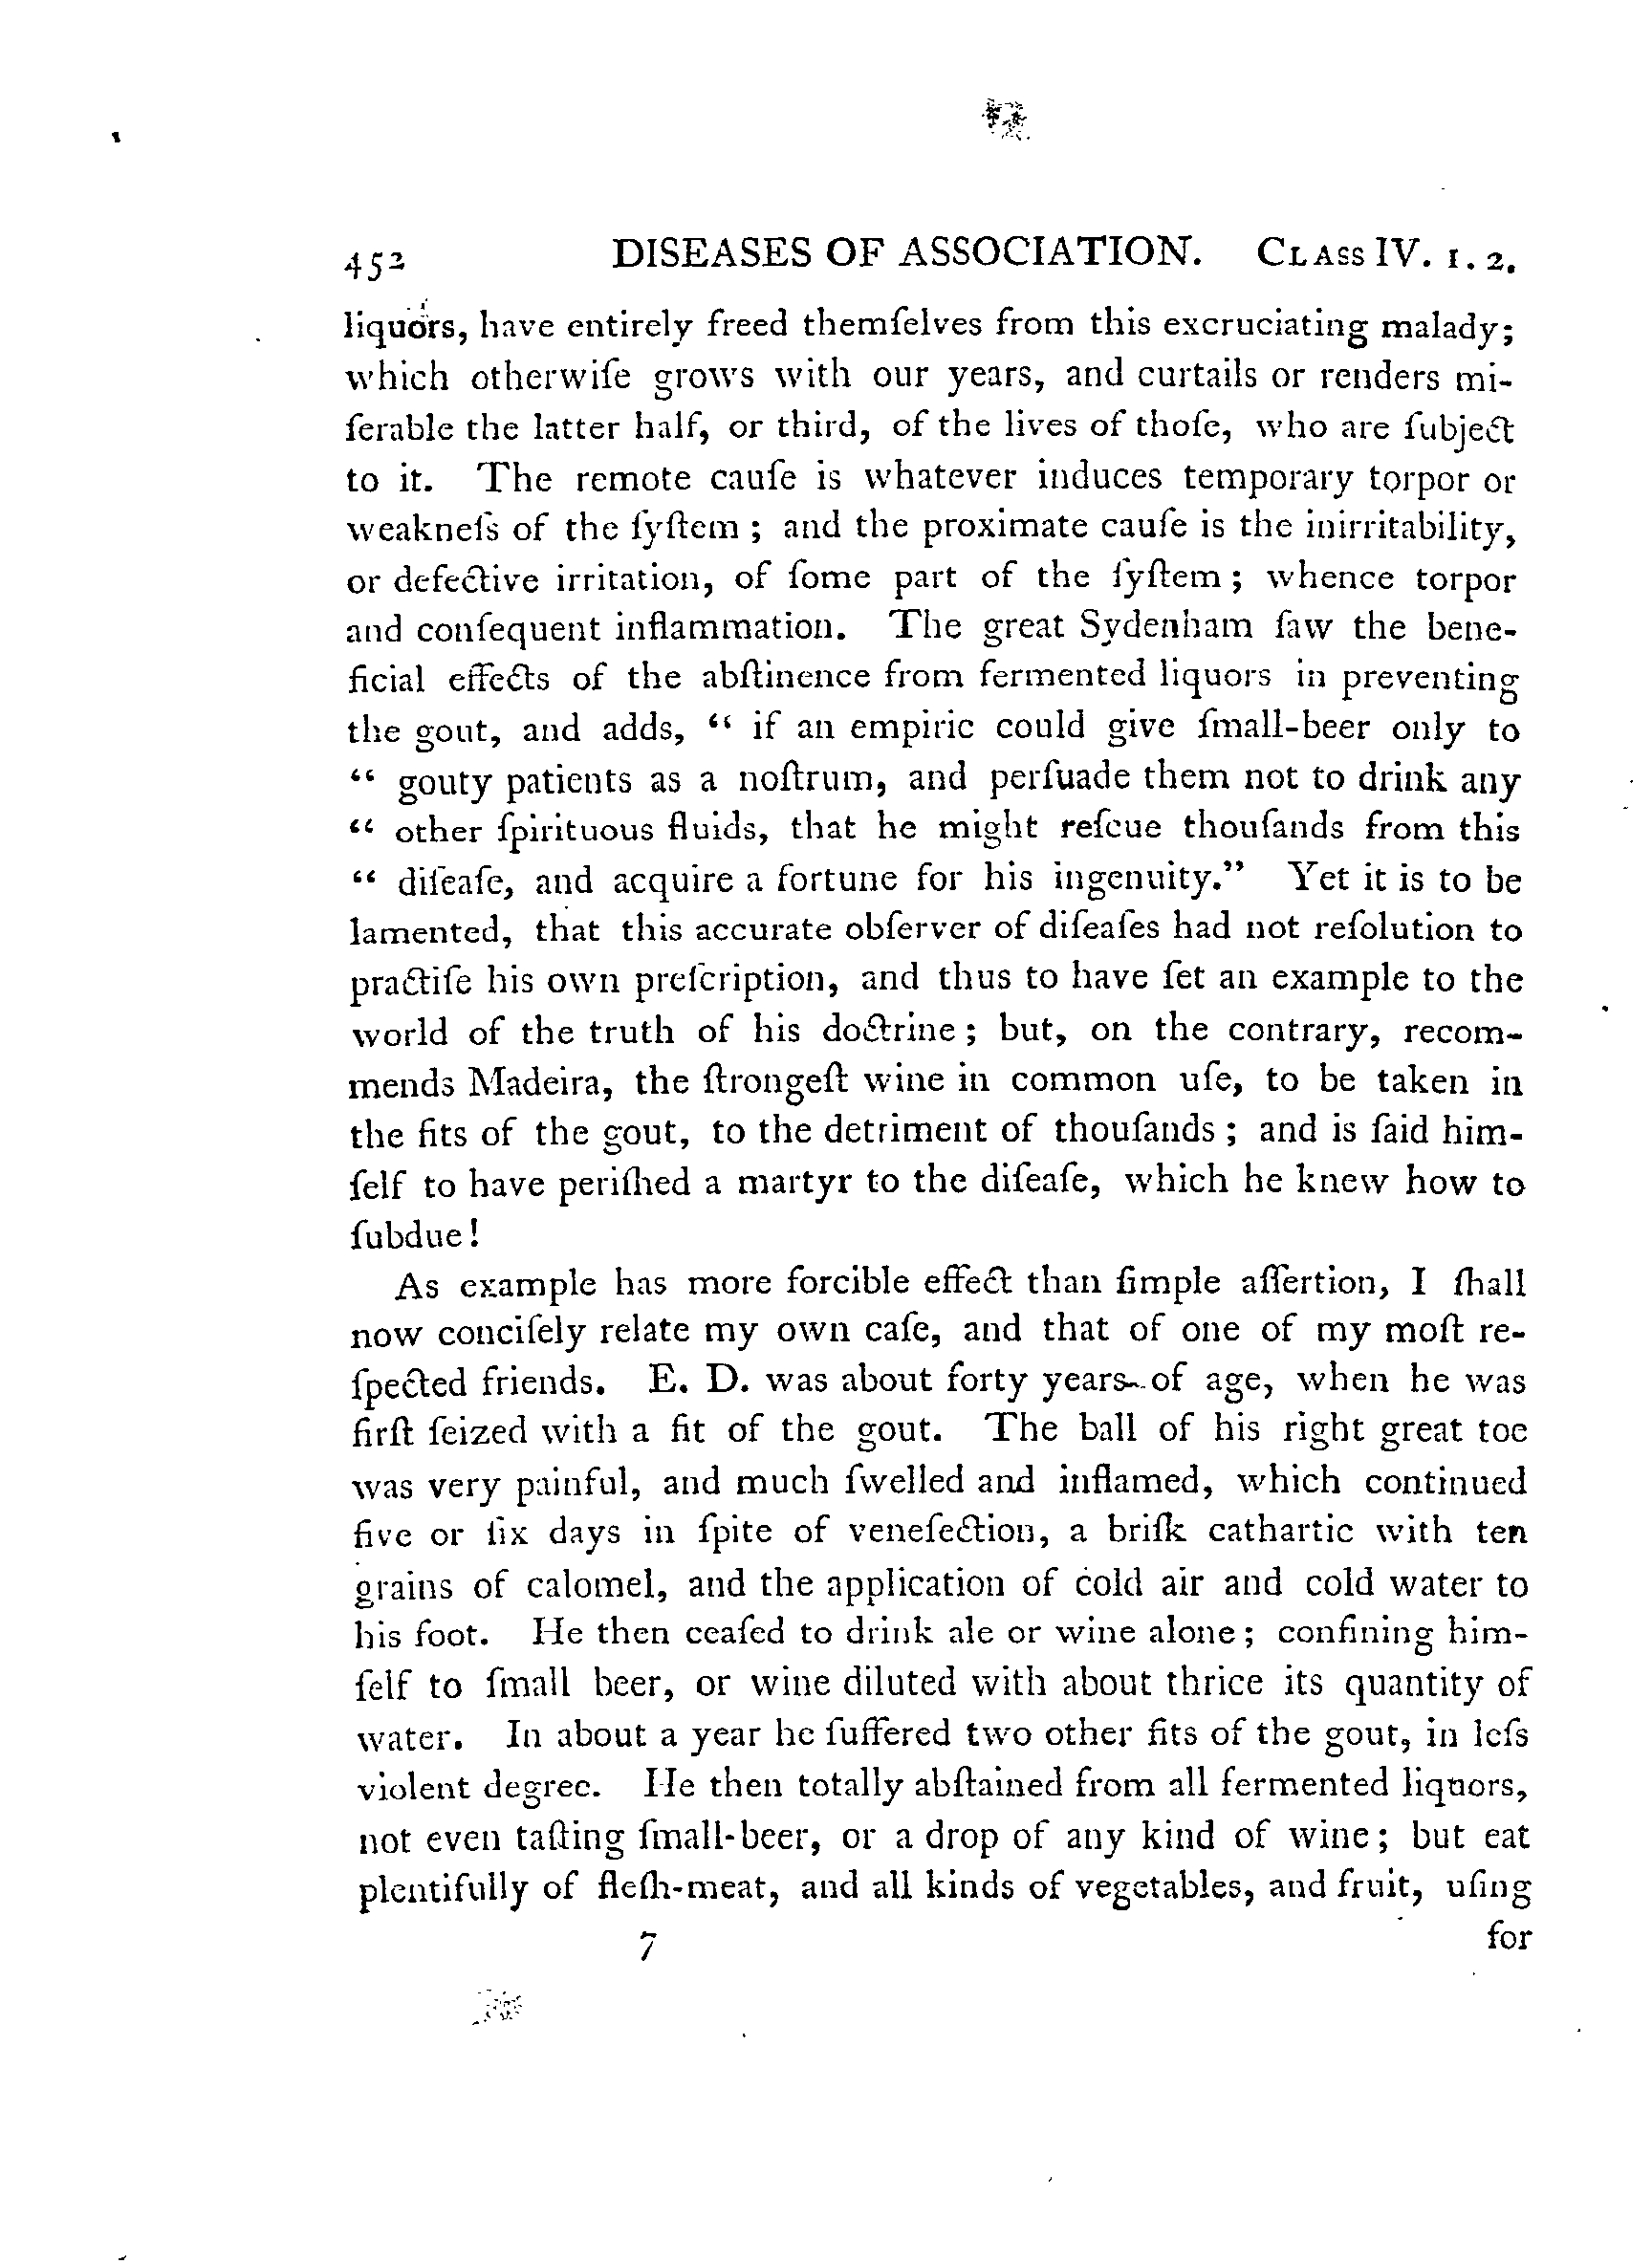 452 DISEASES OF ASSOCIATION. CLASS IV. 1. 2.
liquors, have entirely freed themſelves from this excruciating malady;
which otherwiſe grows with our years, and curtails or renders mi-
ſerable the latter half, or third, of the lives of thoſe, who are ſubject
to it. The remote cauſe is whatever induces temporary torpor or
weakneſs of the ſyſtem; and the proximate cauſe is the inirritability,
or defective irritation, of ſome part of the ſyſtem; whence torpor
and conſequent inflammation. The great Sydenham ſaw the bene-
ficial effects of the abſtinence from fermented liquors in preventing
the gout, and adds, “ if an empiric could give ſmall-beer only to
“ gouty patients as a noſtrum, and perſuade them not to drink any
“ other ſpirituous fluids, that he might reſcue thouſands from this
“ diſeaſe, and acquire a fortune for his ingenuity.” Yet it is to be
lamented, that this accurate obſerver of diſeaſes had not reſolution to
practiſe his own preſcription, and thus to have ſet an example to the
world of the truth of his doctrine; but, on the contrary, recom-
mends Madeira, the ſtrongeſt wine in common uſe, to be taken in
the fits of the gout, to the detriment of thouſands; and is ſaid him-
ſelf to have periſhed a martyr to the diſeaſe, which he knew how to
ſubdue!
As example has more forcible effect than ſimple aſſertion, I ſhall
now conciſely relate my own caſe, and that of one of my moſt re-
ſpected friends. E. D. was about forty years of age, when he was
firſt ſeized with a fit of the gout. The ball of his right great toe
was very painful, and much ſwelled and inflamed, which continued
five or ſix days in ſpite of veneſection, a briſk cathartic with ten
grains of calomel, and the application of cold air and cold water to
his foot. He then ceaſed to drink ale or wine alone; confining him-
ſelf to ſmall beer, or wine diluted with about thrice its quantity of
water. In about a year he ſuffered two other fits of the gout, in leſs
violent degree. He then totally abſtained from all fermented liquors,
not even taſting ſmall-beer, or a drop of any kind of wine; but eat
plentifully of fleſh-meat, and all kinds of vegetables, and fruit, uſing
7 for